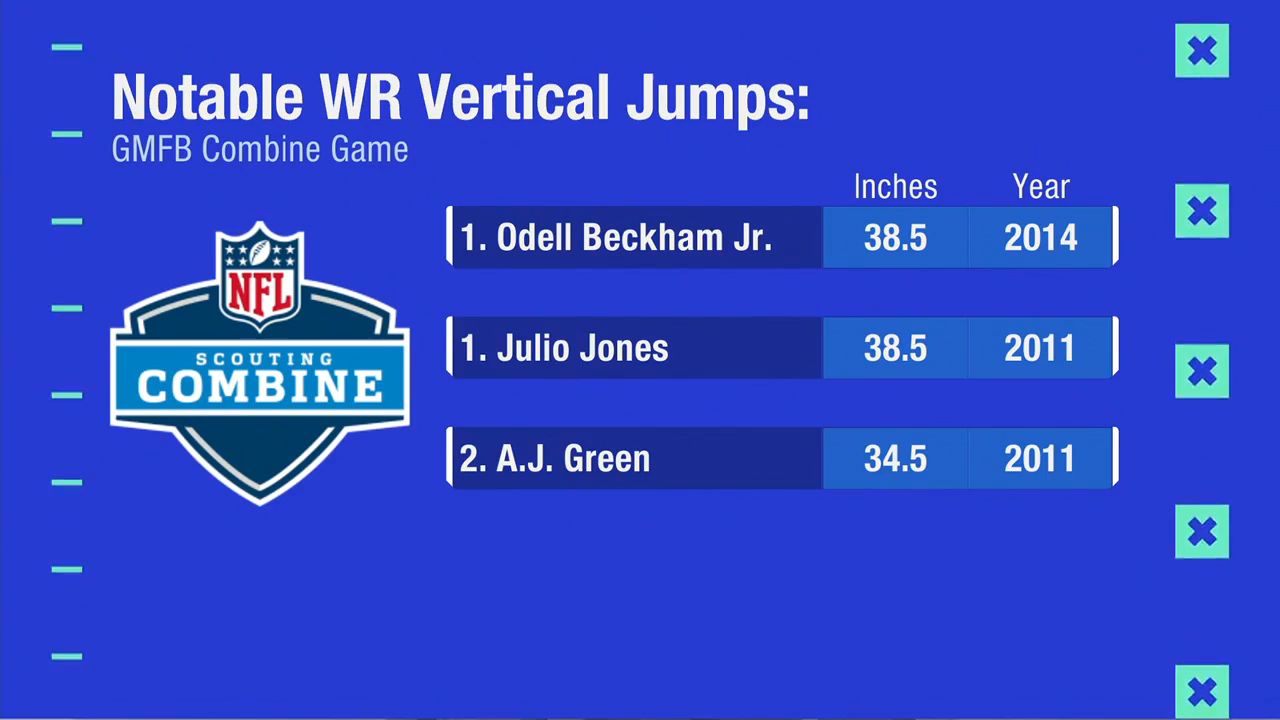 Notable WR Vertical Jumps:
GMFB Combine Game
Inches Year
1. Odell Beckham Jr. 38.5 2014
1. Julio Jones 38.5 2011
2. A.J. Green 34.5 2011
NFL
SCOUTING
COMBINE